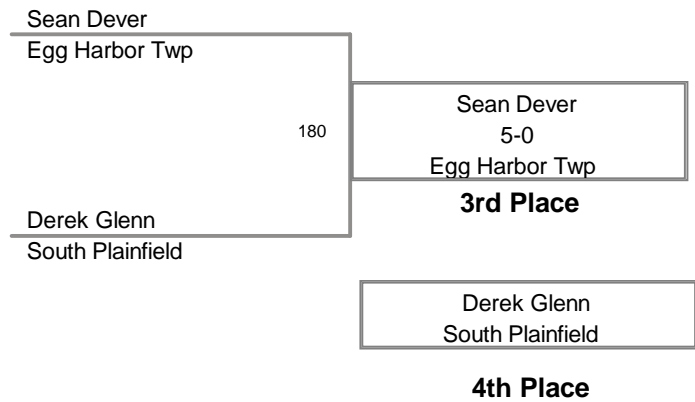 Sean Dever
Egg Harbor Twp
180
Sean Dever
5-0
Egg Harbor Twp
3rd Place
Derek Glenn
South Plainfield
Derek Glenn
South Plainfield
4th Place